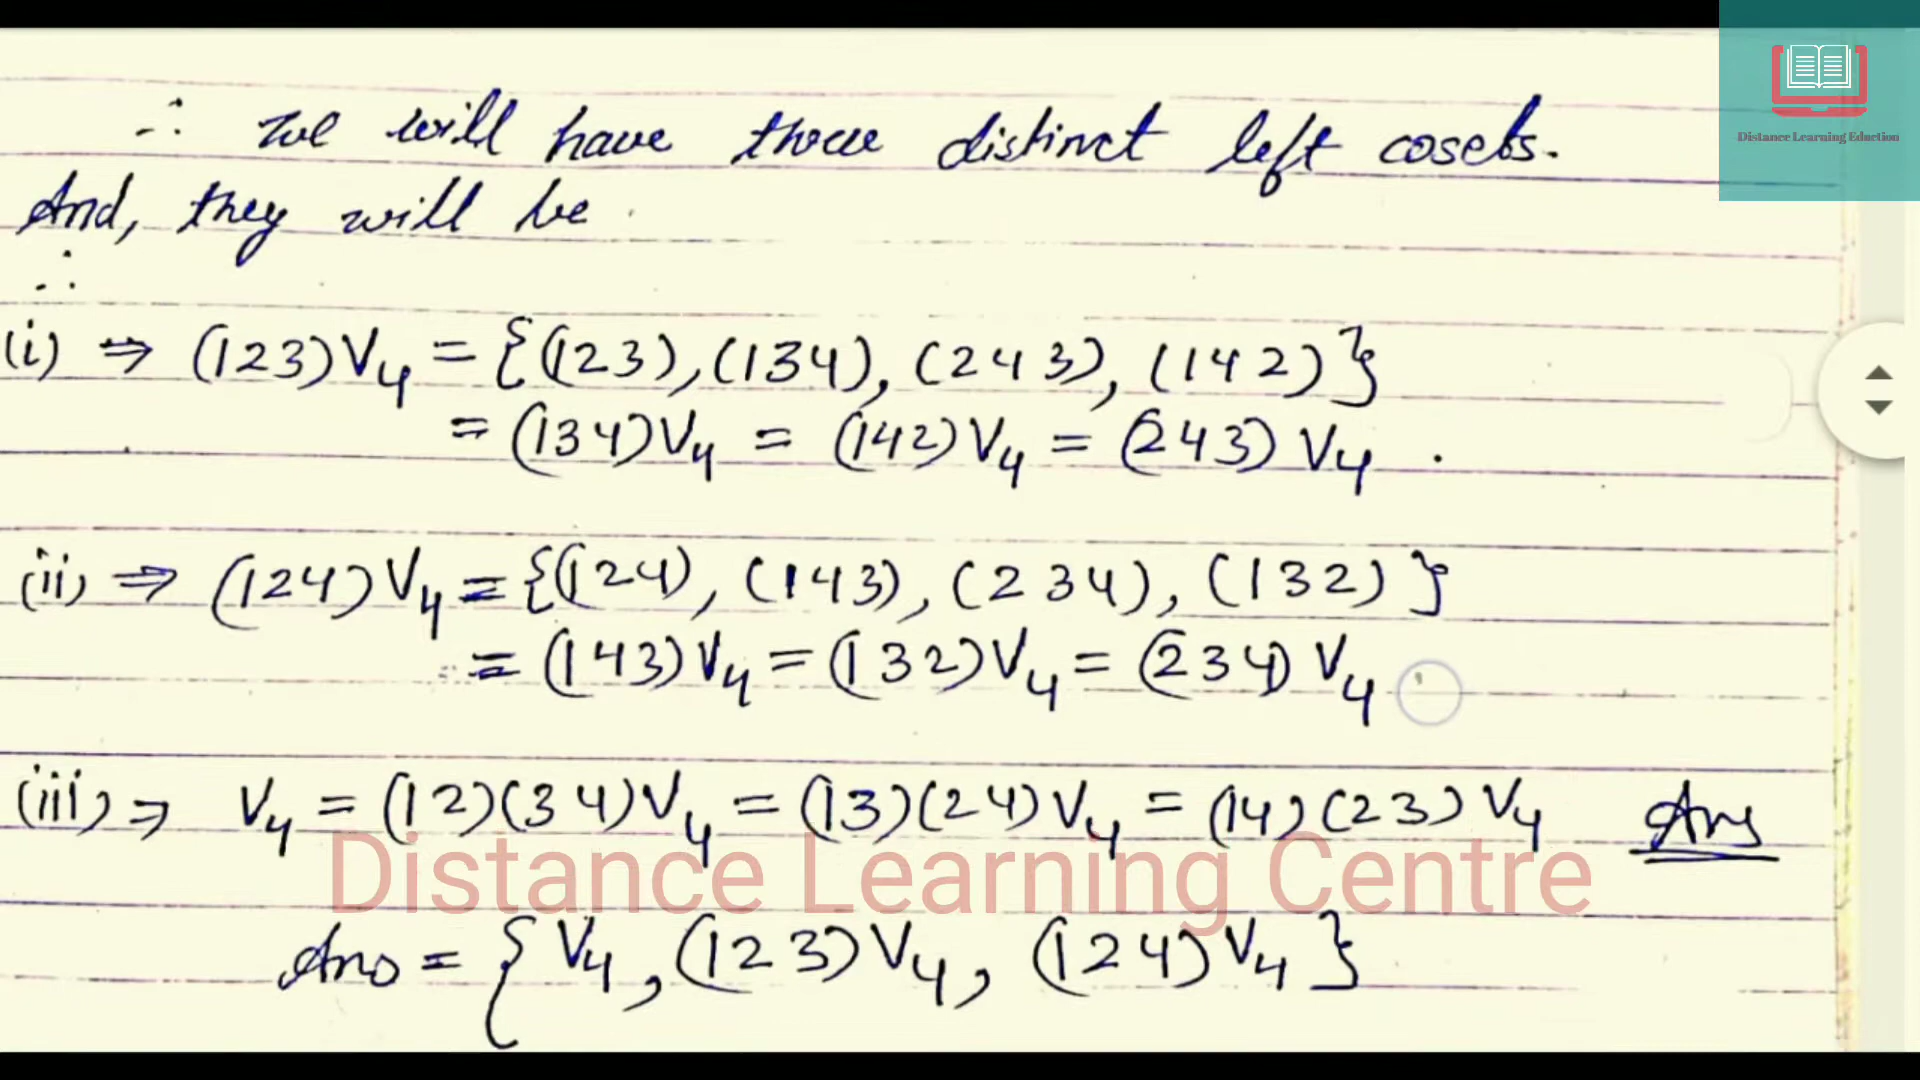 ∴ we will have three distinct left cosets.
Distance Learning Eduction
And, they will be
∴
(i) ⇒ (123)V₄ = {(123), (134), (243), (142)}
= (134)V₄ = (142)V₄ = (243)V₄.
(ii) ⇒ (124)V₄ = {(124), (143), (234), (132)}
= (143)V₄ = (132)V₄ = (234)V₄
(iii) ⇒ V₄ = (12)(34)V₄ = (13)(24)V₄ = (14)(23)V₄ Ans
Distance Learning Centre
Ans = {V₄, (123)V₄, (124)V₄}